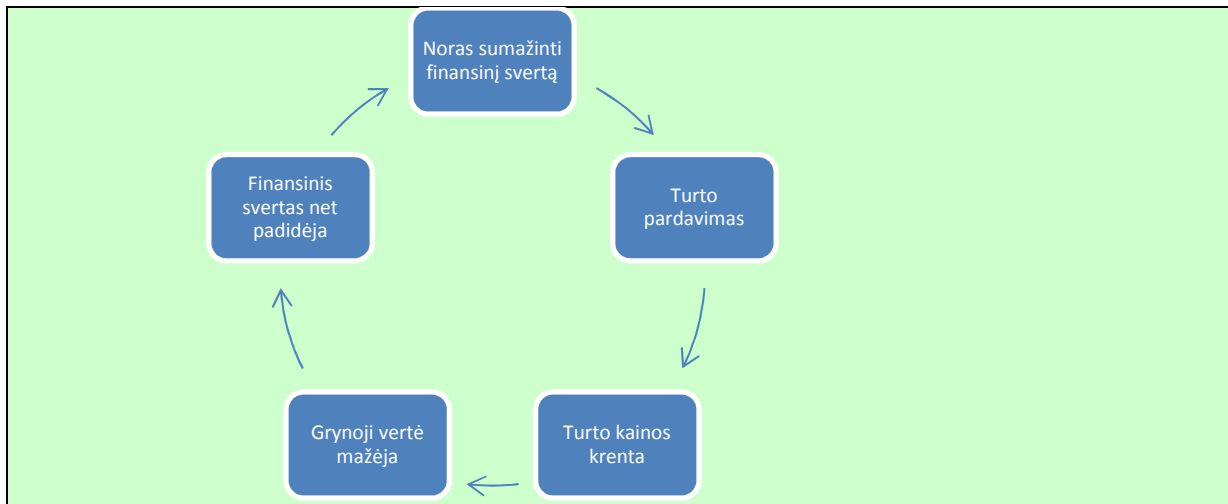 Noras sumažinti
finansinį svertą
Turto
pardavimas
Turto kainos
krenta
Grynoji vertė
mažėja
Finansinis
svertas net
padidėja